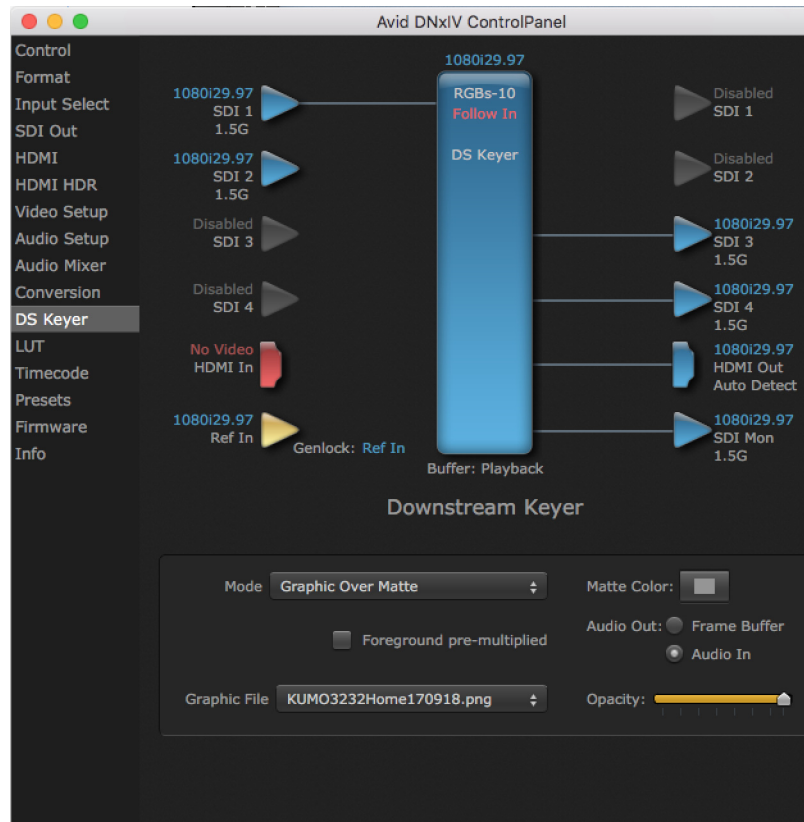 Avid DNxIV ControlPanel
Control
Format
Input Select
SDI Out
HDMI
HDMI HDR
Video Setup
Audio Setup
Audio Mixer
Conversion
DS Keyer
LUT
Timecode
Presets
Firmware
Info
1080i29.97
SDI 1
1.5G
1080i29.97
SDI 2
1.5G
Disabled
SDI 3
Disabled
SDI 4
No Video
HDMI In
1080i29.97
Ref In
Genlock: Ref In
1080i29.97
RGBs-10
Follow In
DS Keyer
Buffer: Playback
Disabled
SDI 1
Disabled
SDI 2
1080i29.97
SDI 3
1.5G
1080i29.97
SDI 4
1.5G
1080i29.97
HDMI Out
Auto Detect
1080i29.97
SDI Mon
1.5G
Downstream Keyer
Mode Graphic Over Matte
Matte Color:
Foreground pre-multiplied
Audio Out: Frame Buffer
Audio In
Graphic File KUMO3232Home170918.png
Opacity: